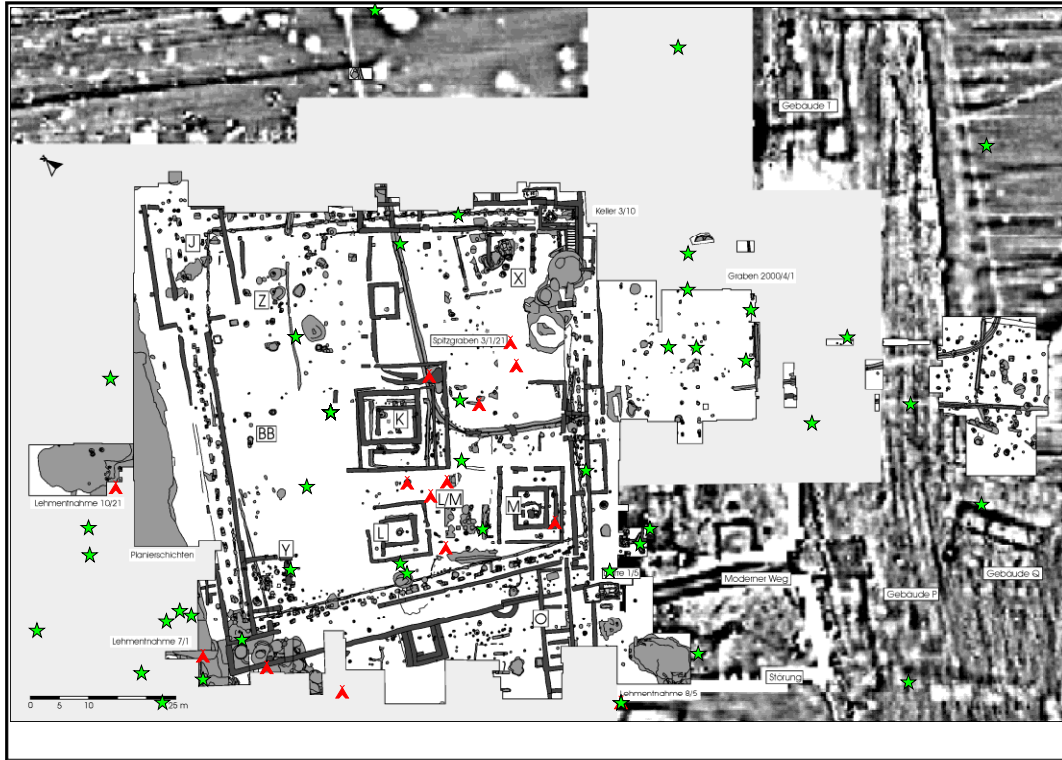 Gebäude T
J
Keller 3/10
Z
X
Graben 2000/4/1
Spitzgraben 3/1/21
K
BB
Lehmentnahme 10/21
L/M
M
L
Planierschichten
Y
Moderner Weg
Gebäude Q
Gebäude P
O
Lehmentnahme 7/1
Störung
Lehmentnahme 8/5
0 5 10 25 m